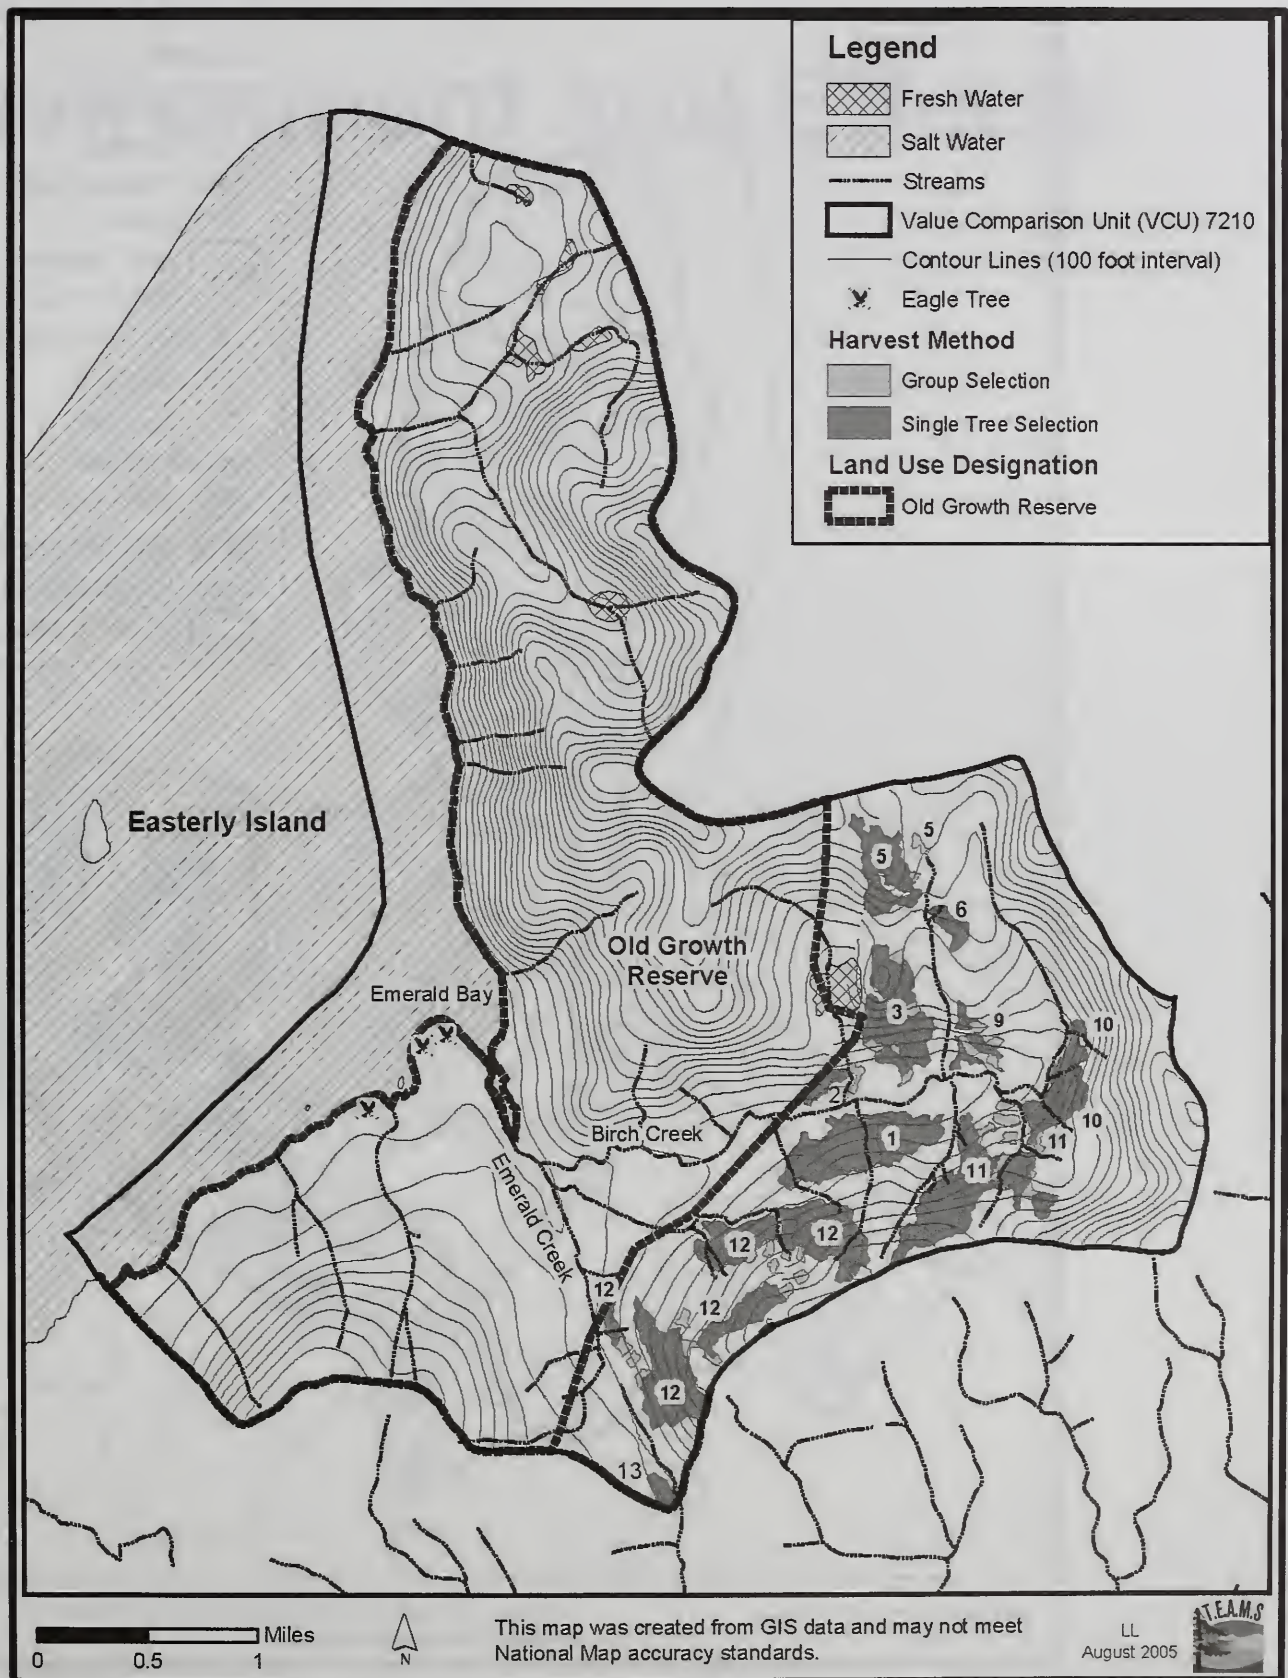 Legend
Fresh Water
Salt Water
Streams
Value Comparison Unit (VCU) 7210
Contour Lines (100 foot interval)
Eagle Tree
Harvest Method
Group Selection
Single Tree Selection
Land Use Designation
Old Growth Reserve
Easterly Island
5
5
6
Old Growth
Reserve
Emerald Bay
3
9
10
2
10
Birch Creek
1
11
11
Emerald Creek
12
12
12
12
12
13
Miles
0
0.5
1
N
This map was created from GIS data and may not meet
National Map accuracy standards.
LL
August 2005
T.E.A.M.S